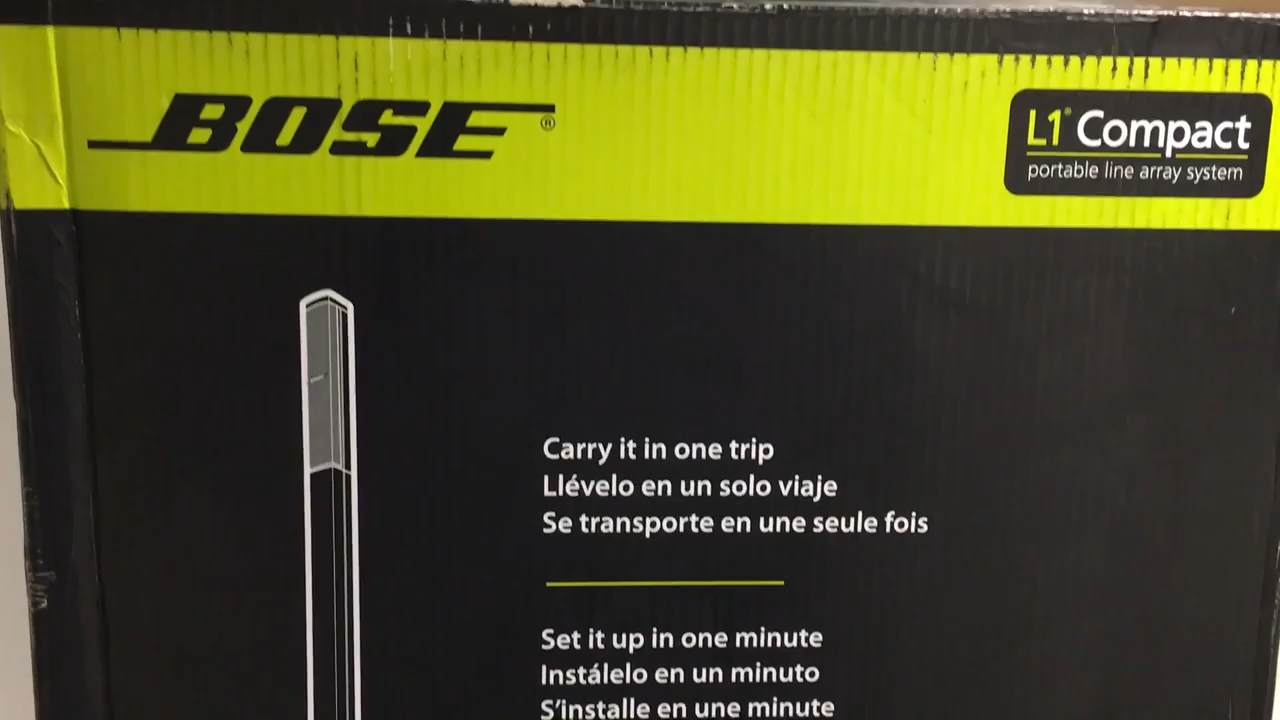 BOSE®
L1® Compact
portable line array system
Carry it in one trip
Llévelo en un solo viaje
Se transporte en une seule fois
Set it up in one minute
Instálelo en un minuto
S'installe en une minute